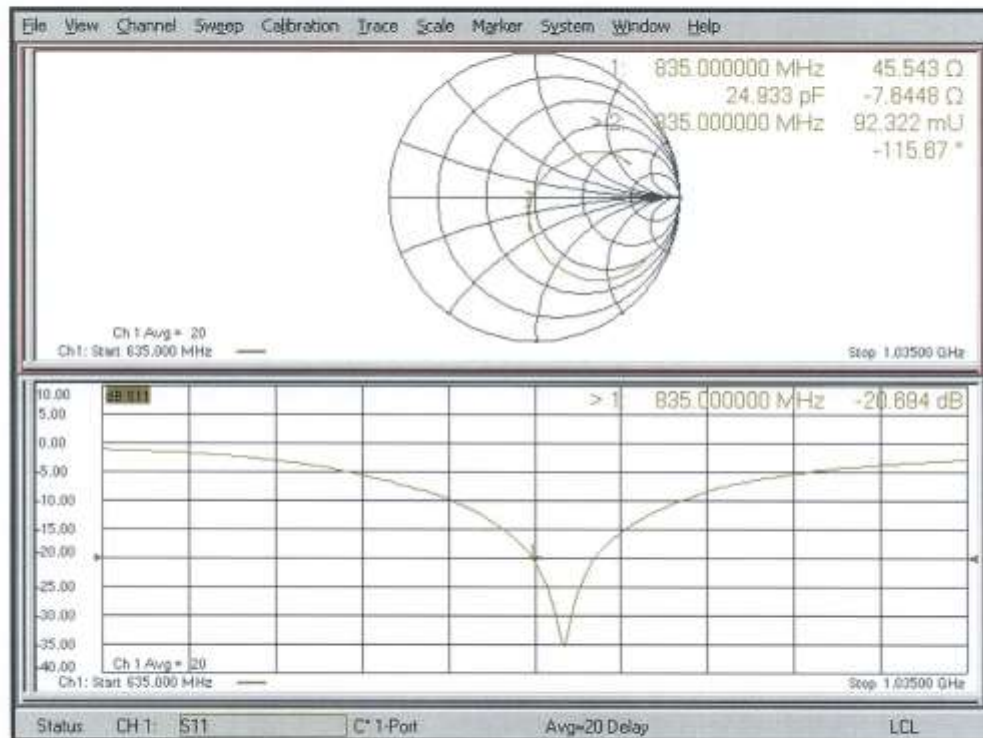 File View Channel Sweep Calibration Trace Scale Marker System Window Help
1: 835.000000 MHz 45.543 Ω
24.933 pF -7.6448 Ω
> 2: 835.000000 MHz 92.322 mU
-115.67 °
Ch 1 Avg = 20
Ch1: Start 635.000 MHz
Stop 1.03500 GHz
10.00
dB S11
> 1: 835.000000 MHz -20.694 dB
5.00
0.00
-5.00
-10.00
-15.00
-20.00
-25.00
-30.00
-35.00
-40.00
Ch 1 Avg = 20
Ch1: Start 635.000 MHz
Stop 1.03500 GHz
Status CH 1: S11 C* 1-Port Avg=20 Delay LCL